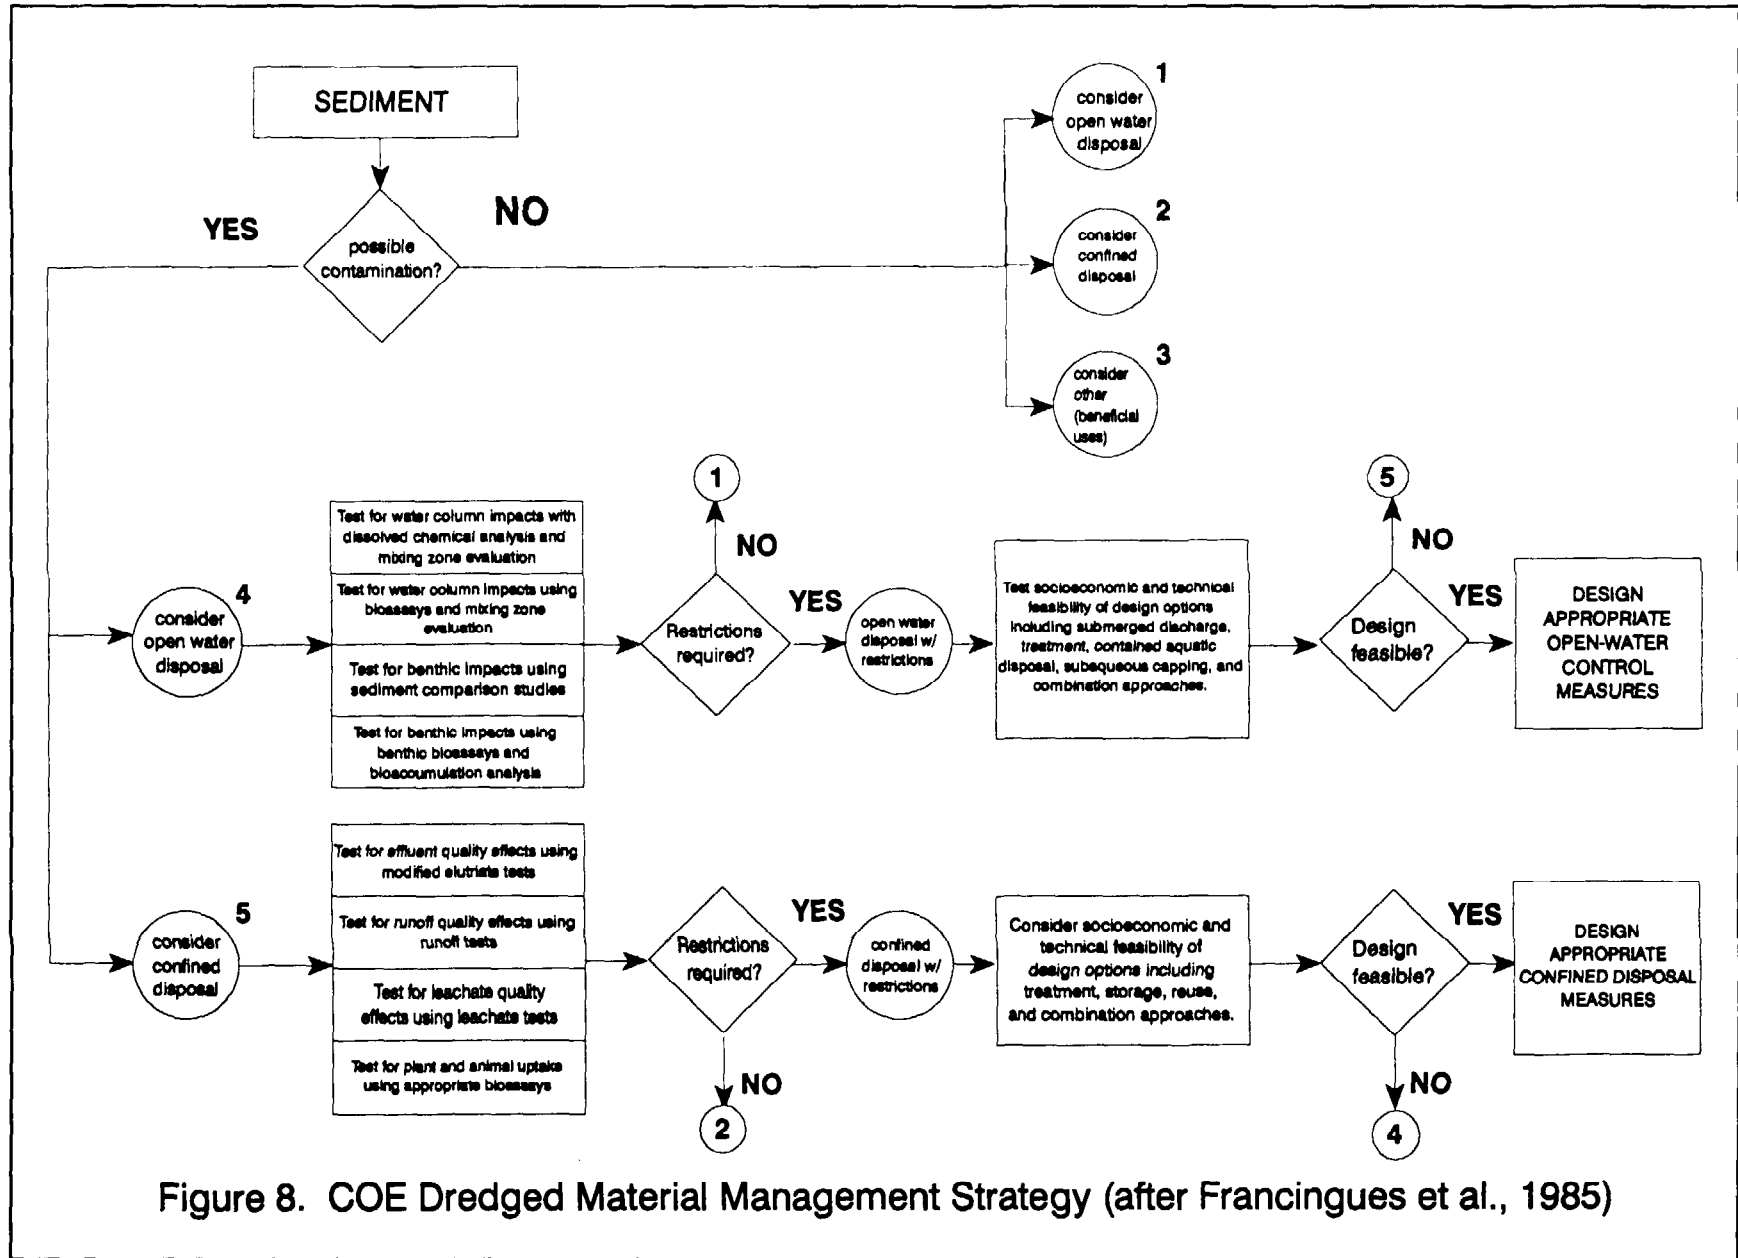 SEDIMENT
YES
NO
possible
contamination?
1
consider
open water
disposal
2
consider
confined
disposal
3
consider
other
(beneficial
uses)
4
consider
open water
disposal
Test for water column impacts with
dissolved chemical analysis and
mixing zone evaluation
Test for water column impacts using
bioassays and mixing zone
evaluation
Test for benthic impacts using
sediment comparison studies
Test for benthic impacts using
benthic bioassays and
bioaccumulation analysis
1
NO
Restrictions
required?
YES
open water
disposal w/
restrictions
Test socioeconomic and technical
feasibility of design options
including submerged discharge,
treatment, contained aquatic
disposal, subaqueous capping, and
combination approaches.
5
NO
Design
feasible?
YES
DESIGN
APPROPRIATE
OPEN-WATER
CONTROL
MEASURES
5
consider
confined
disposal
Test for effluent quality effects using
modified elutriate tests
Test for runoff quality effects using
runoff tests
Test for leachate quality
effects using leachate tests
Test for plant and animal uptake
using appropriate bioassays
Restrictions
required?
YES
NO
2
confined
disposal w/
restrictions
Consider socioeconomic and
technical feasibility of
design options including
treatment, storage, reuse,
and combination approaches.
Design
feasible?
YES
NO
4
DESIGN
APPROPRIATE
CONFINED DISPOSAL
MEASURES
Figure 8. COE Dredged Material Management Strategy (after Francingues et al., 1985)